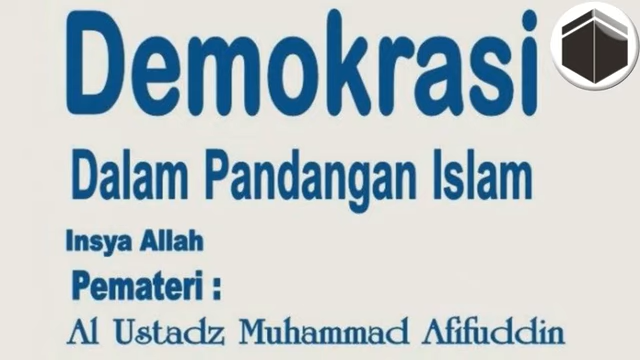 Demokrasi
Dalam Pandangan Islam
Insya Allah
Pemateri :
Al Ustadz Muhammad Afifuddin